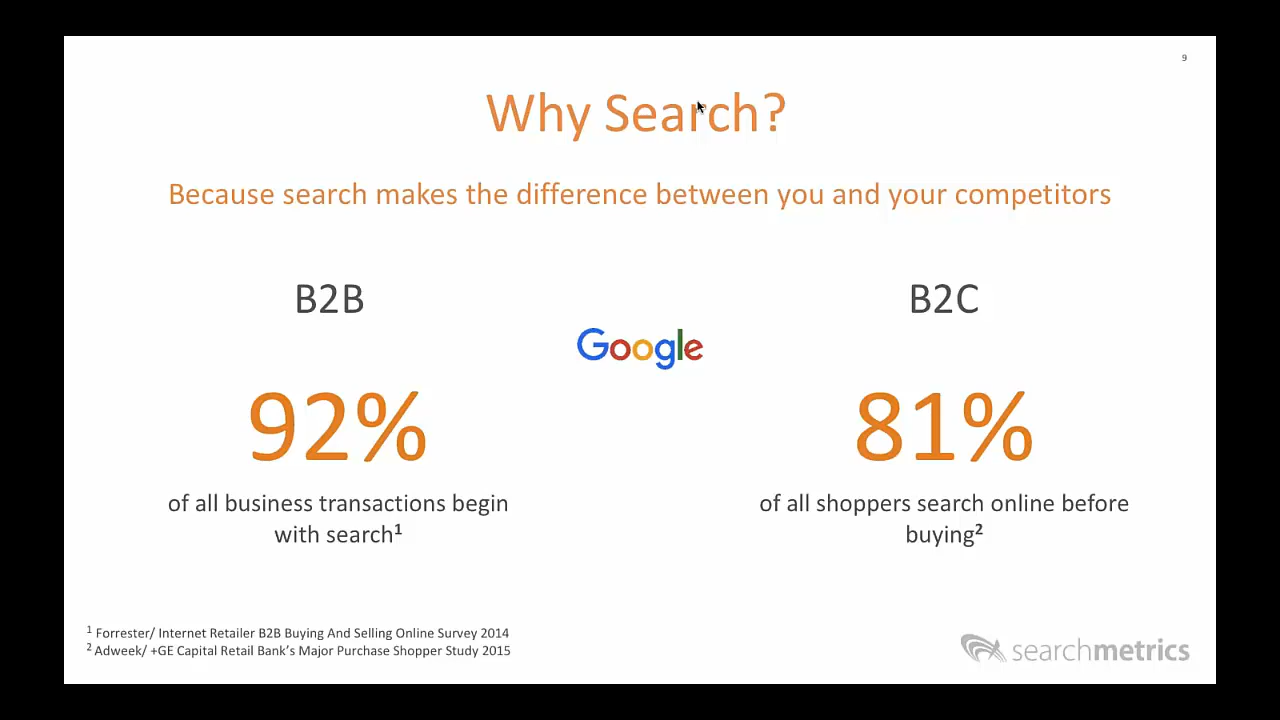 9
Why Search?
Because search makes the difference between you and your competitors
B2B
B2C
Google
92%
81%
of all business transactions begin
with search¹
of all shoppers search online before
buying²
¹ Forrester/ Internet Retailer B2B Buying And Selling Online Survey 2014
² Adweek/ +GE Capital Retail Bank's Major Purchase Shopper Study 2015
searchmetrics